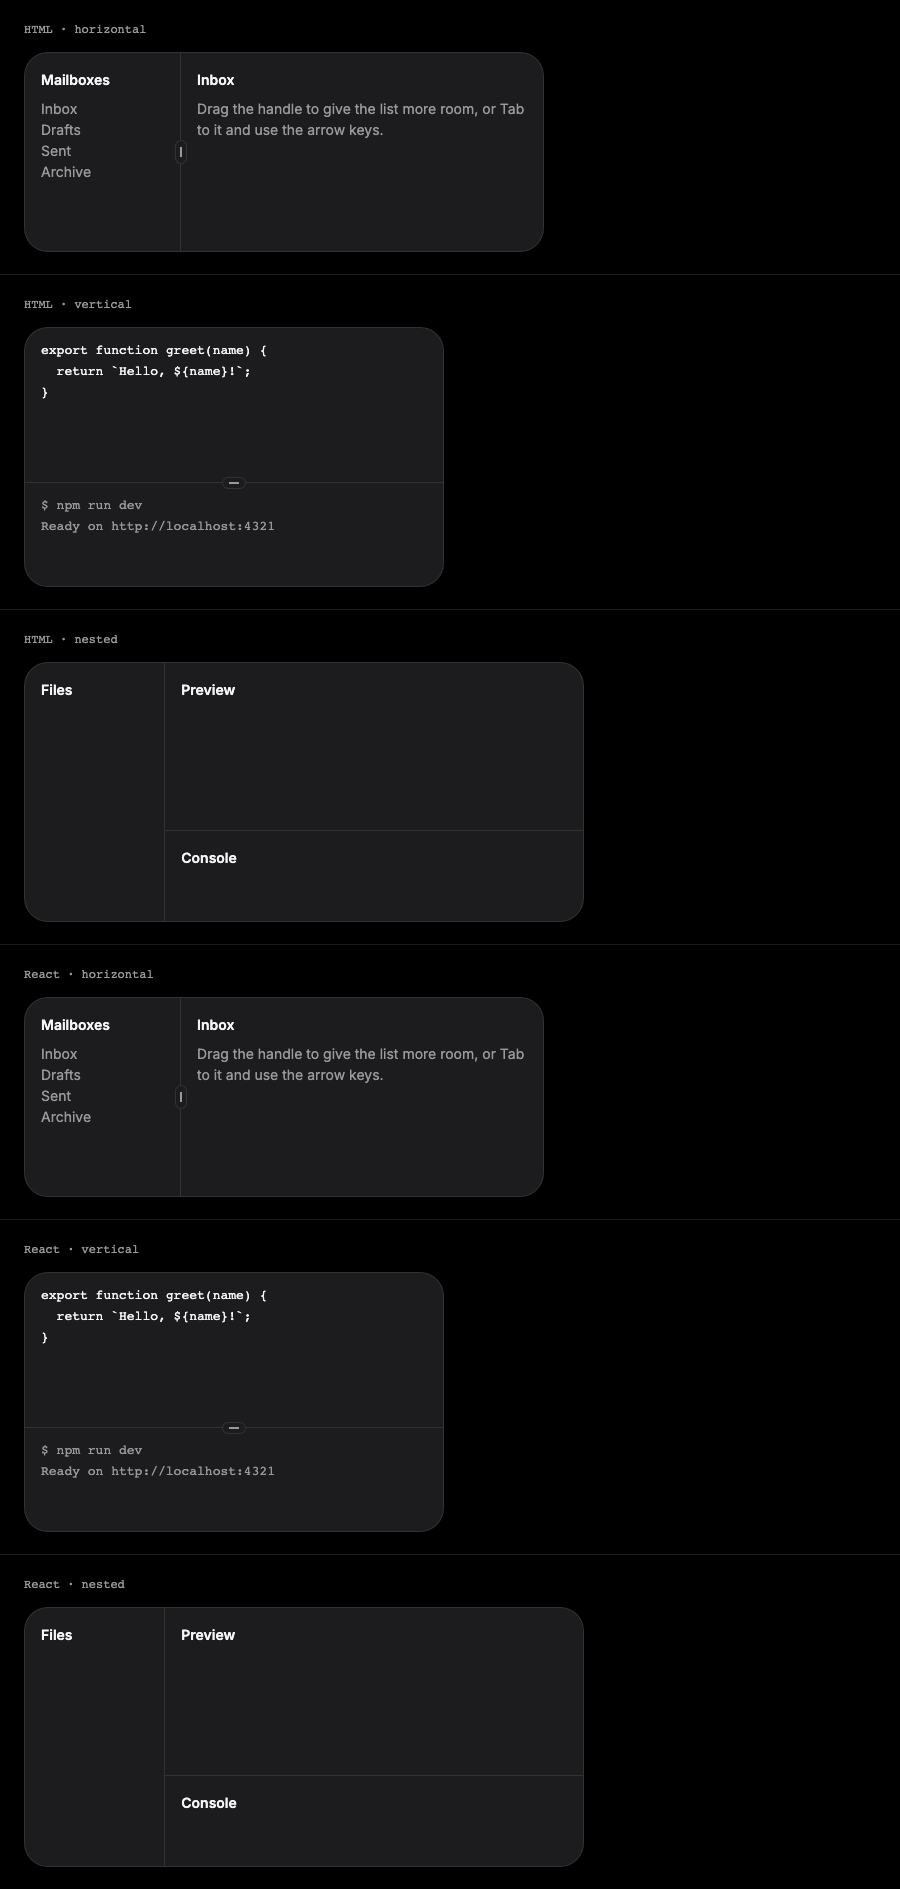 HTML · horizontal
Mailboxes
Inbox
Drafts
Sent
Archive
Inbox
Drag the handle to give the list more room, or Tab
to it and use the arrow keys.
HTML · vertical
export function greet(name) {
  return `Hello, ${name}!`;
}
$ npm run dev
Ready on http://localhost:4321
HTML · nested
Files
Preview
Console
React · horizontal
Mailboxes
Inbox
Drafts
Sent
Archive
Inbox
Drag the handle to give the list more room, or Tab
to it and use the arrow keys.
React · vertical
export function greet(name) {
  return `Hello, ${name}!`;
}
$ npm run dev
Ready on http://localhost:4321
React · nested
Files
Preview
Console